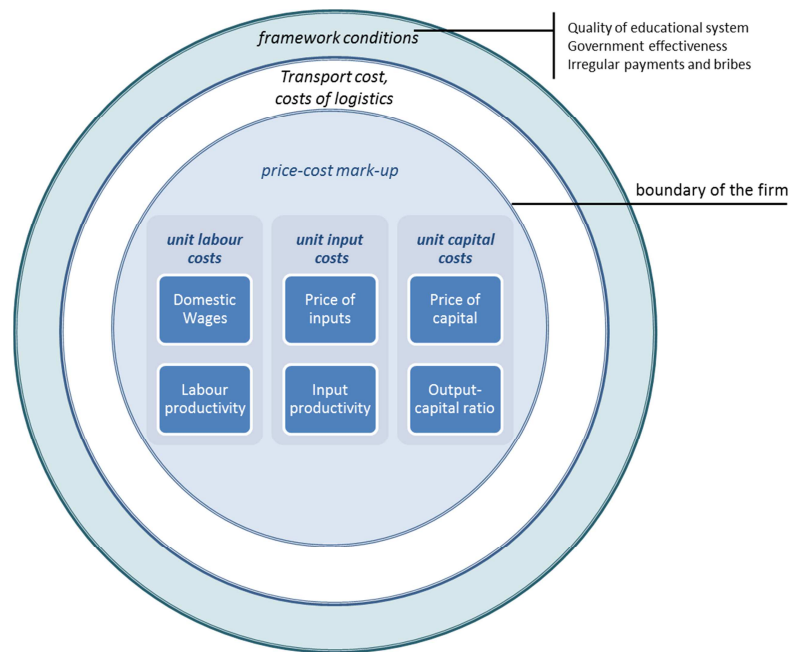 framework conditions
Quality of educational system
Government effectiveness
Irregular payments and bribes
Transport cost,
costs of logistics
price-cost mark-up
boundary of the firm
unit labour
costs
Domestic
Wages
Labour
productivity
unit input
costs
Price of
inputs
Input
productivity
unit capital
costs
Price of
capital
Output-
capital ratio